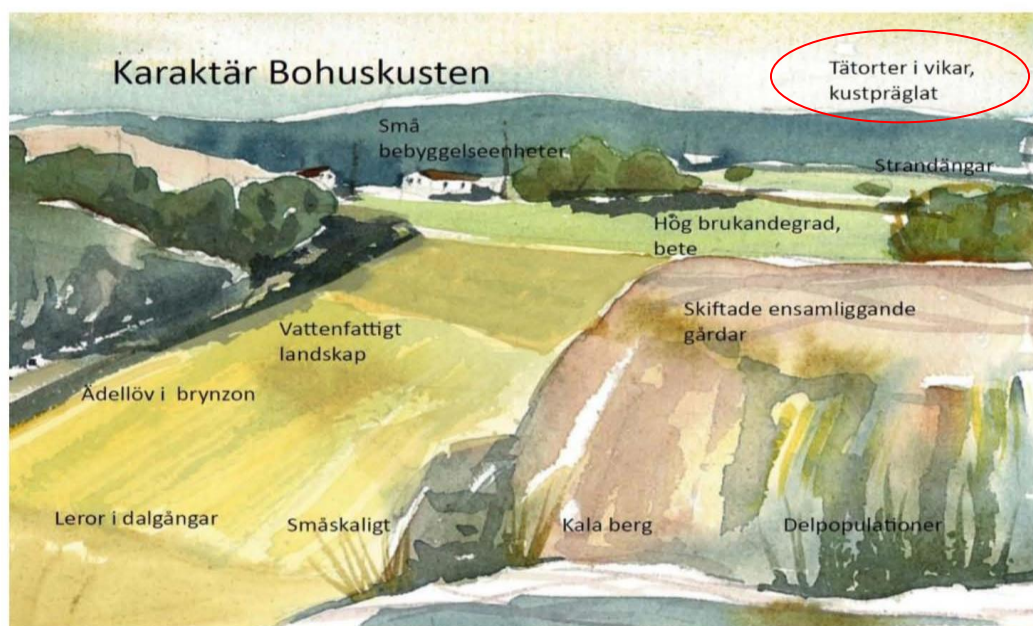 Karaktär Bohuskusten
Tätorter i vikar,
kustpräglat
Små
bebyggelseenheter
Strandängar
Hög brukandegrad,
bete
Skiftade ensamliggande
gårdar
Vattenfattigt
landskap
Ädellöv i brynzon
Leror i dalgångar
Småskaligt
Kala berg
Delpopulationer